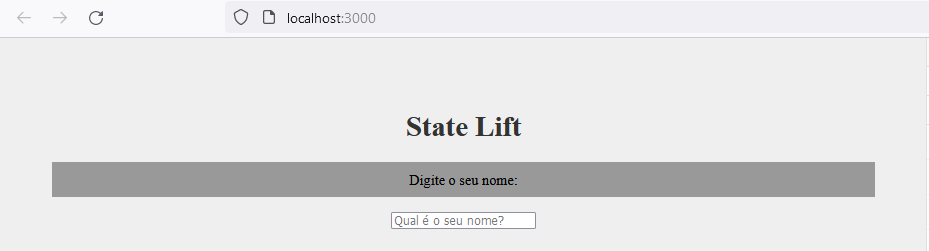 localhost:3000
State Lift
Digite o seu nome:
Qual é o seu nome?